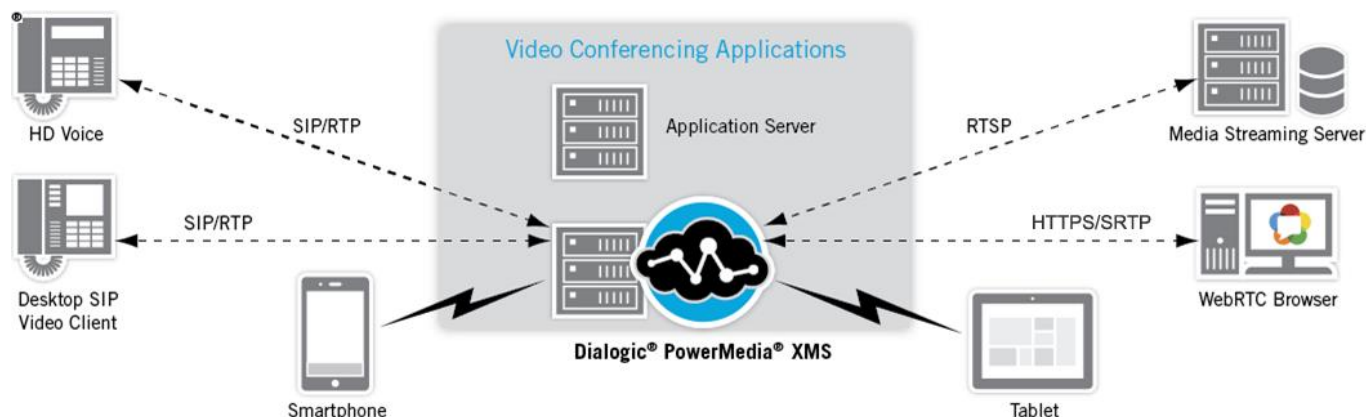 ®
Video Conferencing Applications
HD Voice
SIP/RTP
Application Server
RTSP
Media Streaming Server
SIP/RTP
HTTPS/SRTP
Desktop SIP
Video Client
WebRTC Browser
Dialogic® PowerMedia® XMS
Smartphone
Tablet